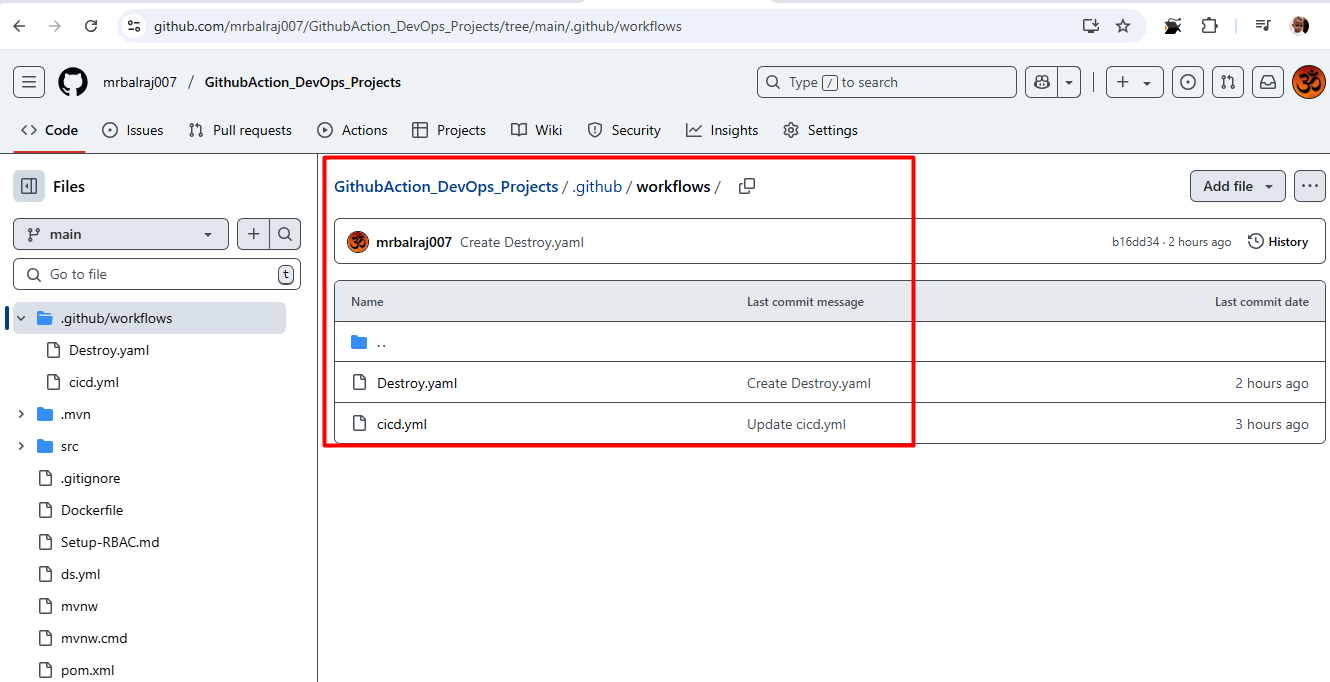 github.com/mrbalraj007/GithubAction_DevOps_Projects/tree/main/.github/workflows
mrbalraj007 / GithubAction_DevOps_Projects
Type / to search
Code Issues Pull requests Actions Projects Wiki Security Insights Settings
Files
main
Go to file t
.github/workflows
Destroy.yaml
cicd.yml
.mvn
src
.gitignore
Dockerfile
Setup-RBAC.md
ds.yml
mvnw
mvnw.cmd
pom.xml
GithubAction_DevOps_Projects / .github / workflows /
Add file
mrbalraj007 Create Destroy.yaml b16dd34 · 2 hours ago History
Name Last commit message Last commit date
..
Destroy.yaml Create Destroy.yaml 2 hours ago
cicd.yml Update cicd.yml 3 hours ago